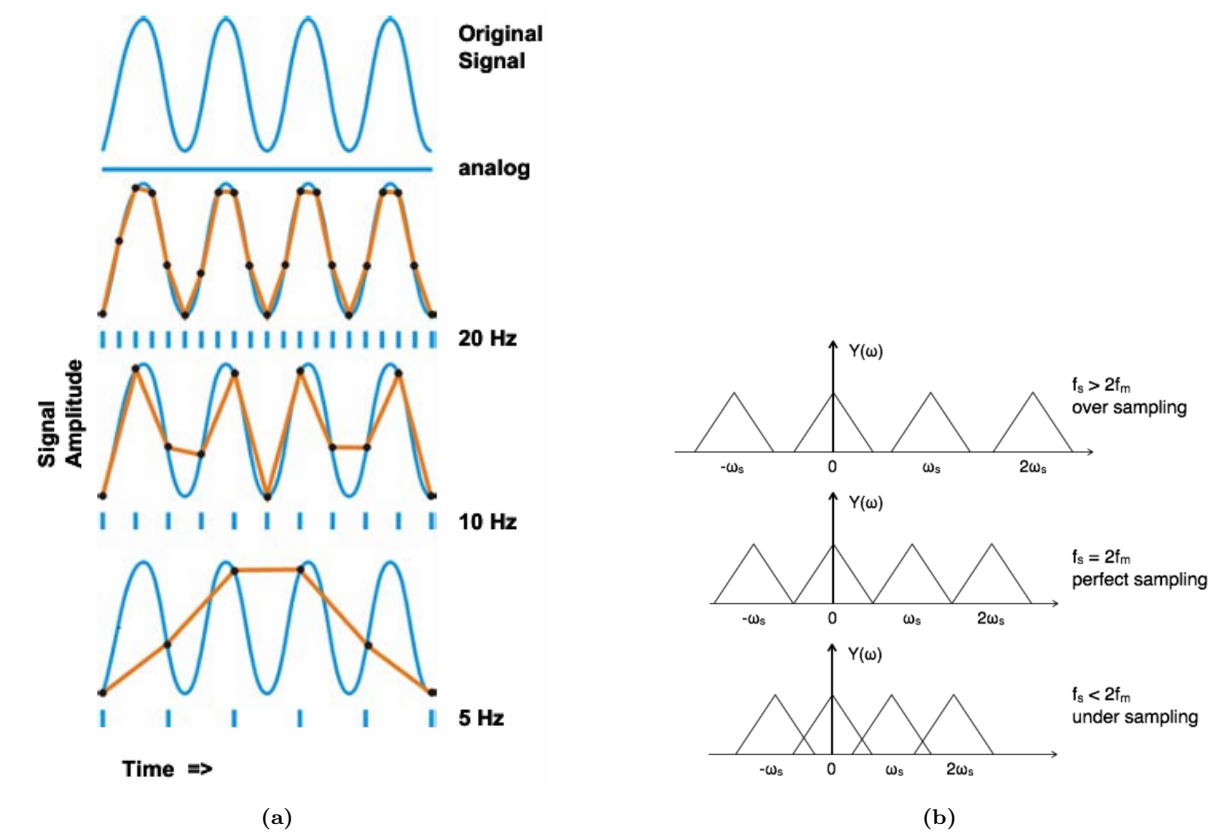 Original
Signal
analog
20 Hz
Signal
Amplitude
10 Hz
5 Hz
Time =>
(a)
Y(ω)
fₛ > 2fₘ
over sampling
-ωₛ 0 ωₛ 2ωₛ
Y(ω)
fₛ = 2fₘ
perfect sampling
-ωₛ 0 ωₛ 2ωₛ
Y(ω)
fₛ < 2fₘ
under sampling
-ωₛ 0 ωₛ 2ωₛ
(b)